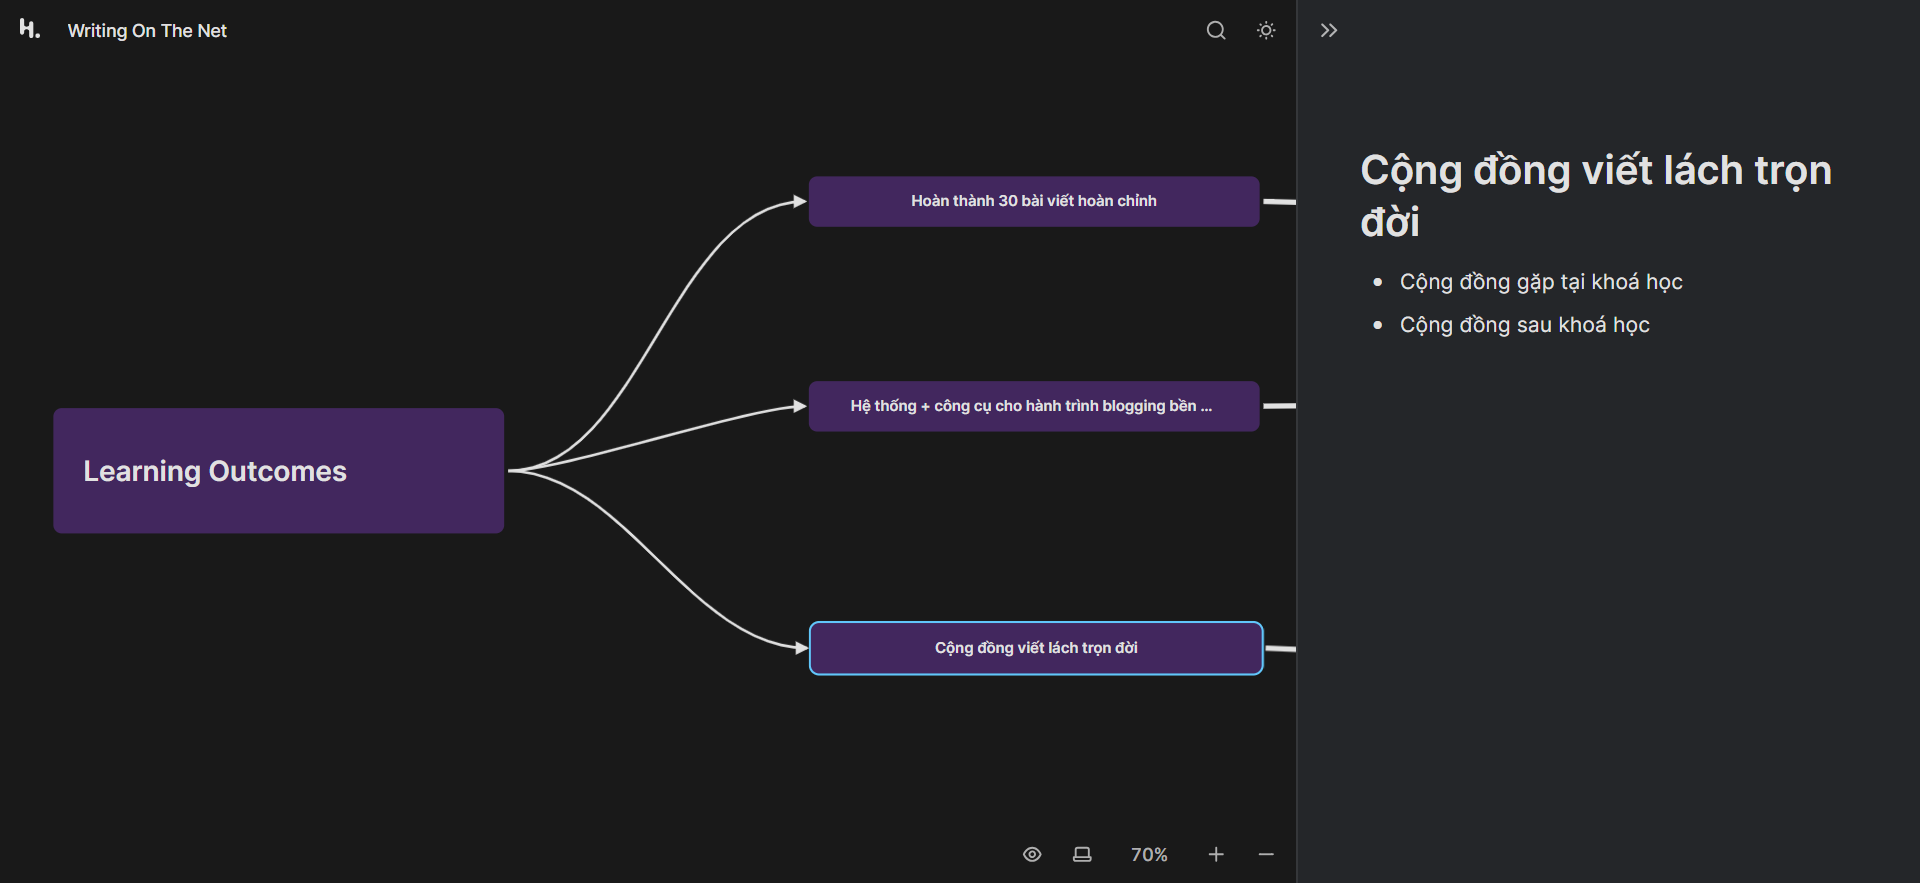 H.
Writing On The Net
Hoàn thành 30 bài viết hoàn chỉnh
Hệ thống + công cụ cho hành trình blogging bền ...
Learning Outcomes
Cộng đồng viết lách trọn đời
70%
Cộng đồng viết lách trọn
đời
Cộng đồng gặp tại khoá học
Cộng đồng sau khoá học